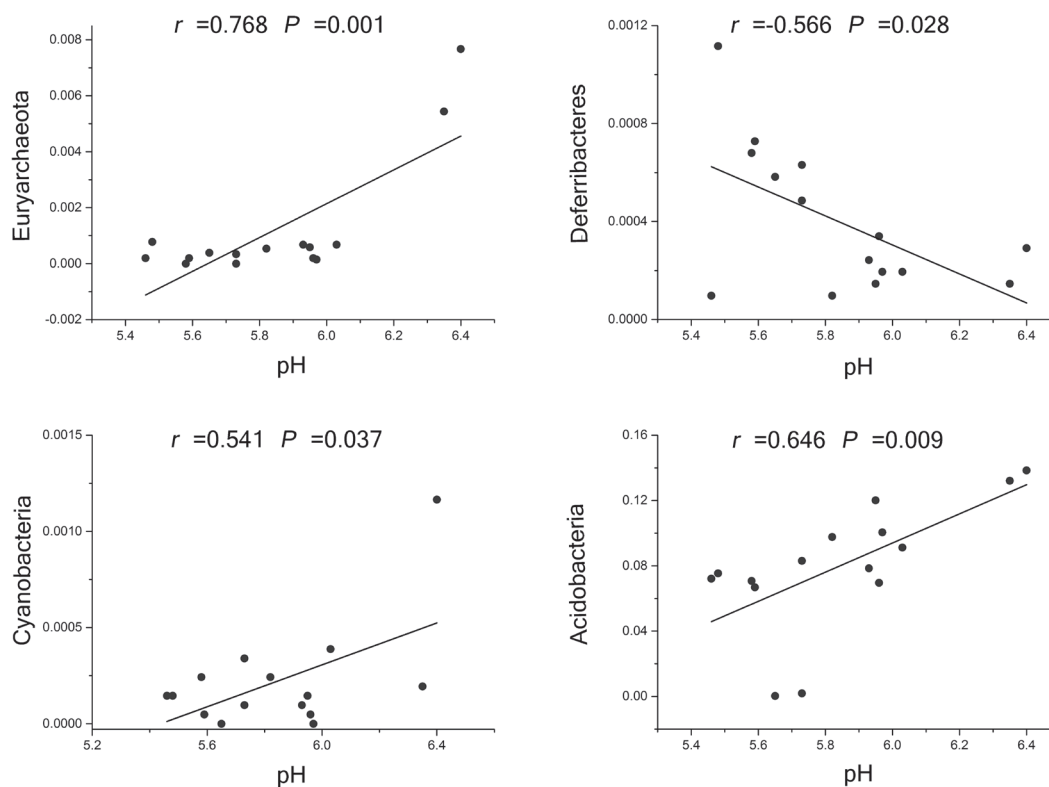 r =0.768 P =0.001
Euryarchaeota
0.008
0.006
0.004
0.002
0.000
-0.002
5.4 5.6 5.8 6.0 6.2 6.4
pH
r =-0.566 P =0.028
Deferribacteres
0.0012
0.0008
0.0004
0.0000
5.4 5.6 5.8 6.0 6.2 6.4
pH
r =0.541 P =0.037
Cyanobacteria
0.0015
0.0010
0.0005
0.0000
5.2 5.6 6.0 6.4
pH
r =0.646 P =0.009
Acidobacteria
0.16
0.12
0.08
0.04
0.00
5.4 5.6 5.8 6.0 6.2 6.4
pH